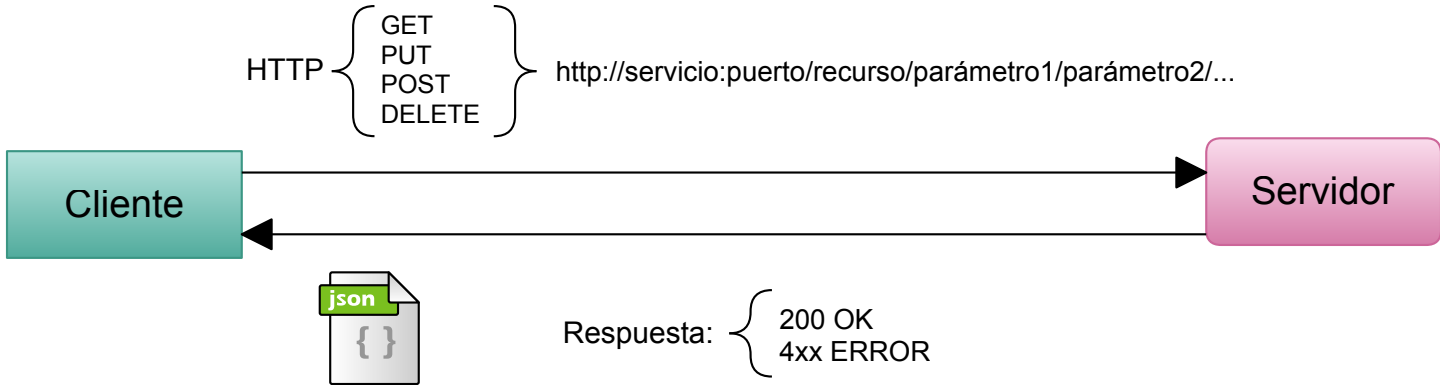 HTTP
GET
PUT
POST
DELETE
http://servicio:puerto/recurso/parámetro1/parámetro2/...
Cliente
Servidor
json
{ }
Respuesta:
200 OK
4xx ERROR